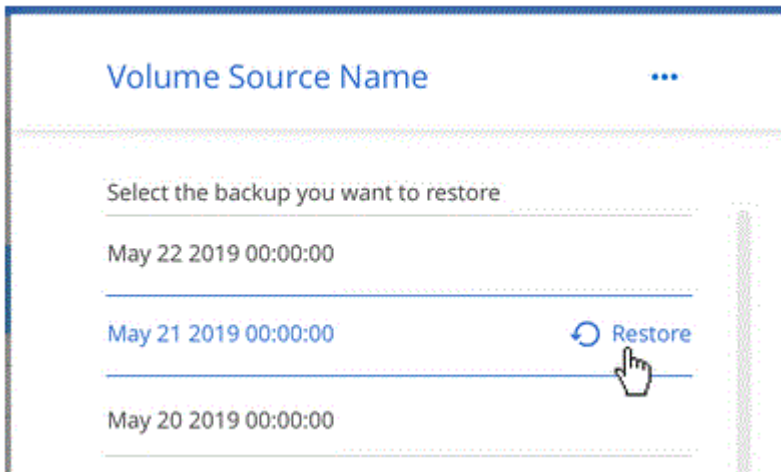 Volume Source Name
Select the backup you want to restore
May 22 2019 00:00:00
May 21 2019 00:00:00 Restore
May 20 2019 00:00:00